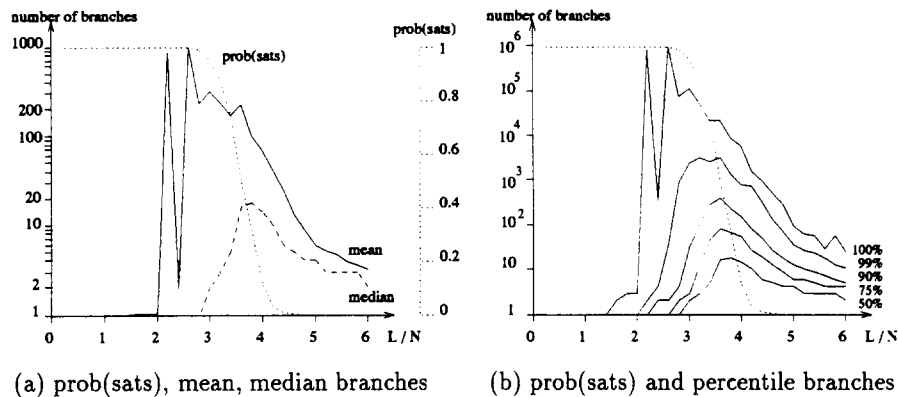 number of branches
1000
200
100
20
10
2
1
0 1 2 3 4 5 6 L / N
prob(sats)
mean
median
prob(sats)
1
0.8
0.6
0.4
0.2
0
(a) prob(sats), mean, median branches
number of branches
10^6
10^5
10^4
10^3
10^2
10
1
0 1 2 3 4 5 6 L / N
prob(sats)
100%
99%
90%
75%
50%
(b) prob(sats) and percentile branches